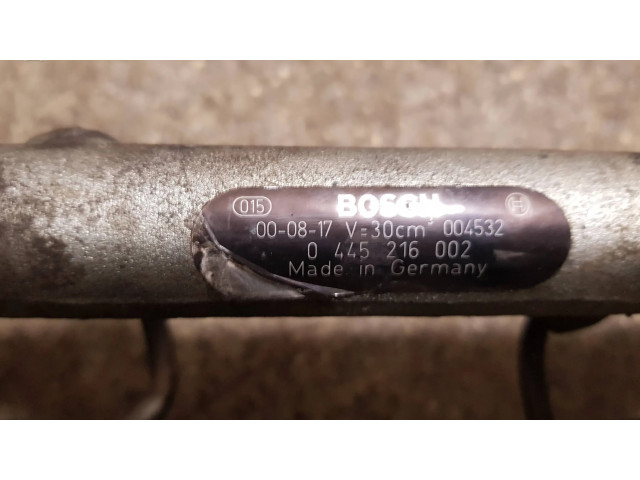 015 BOSCH
00-08-17 V=30cm³ 004532
0 445 216 002
Made in Germany